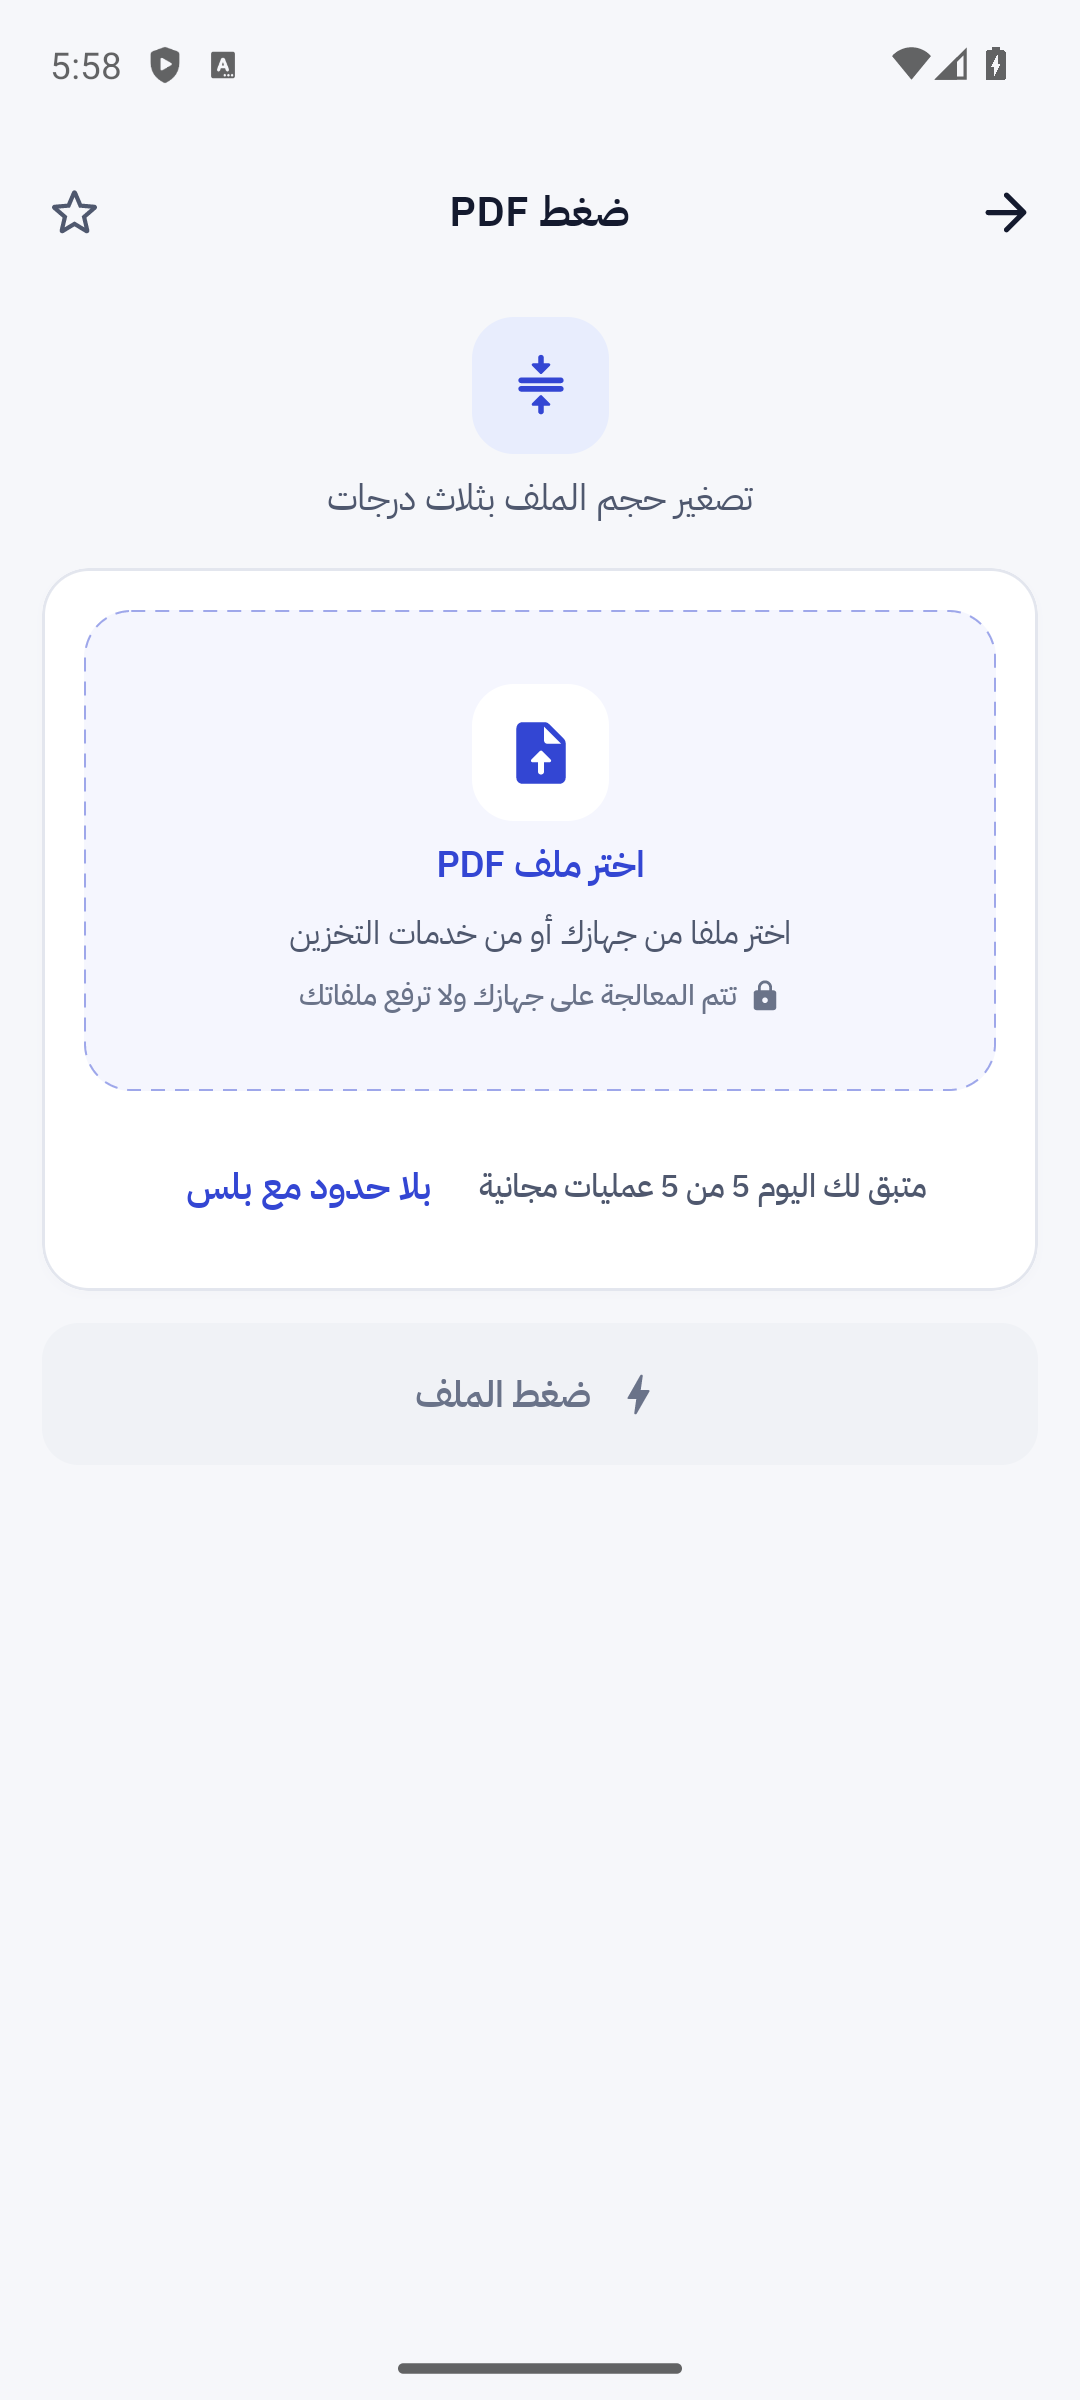 5:58
ضغط PDF
تصغير حجم الملف بثلاث درجات
اختر ملف PDF
اختر ملفا من جهازك أو من خدمات التخزين
تتم المعالجة على جهازك ولا ترفع ملفاتك
متبق لك اليوم 5 من 5 عمليات مجانية
بلا حدود مع بلس
ضغط الملف